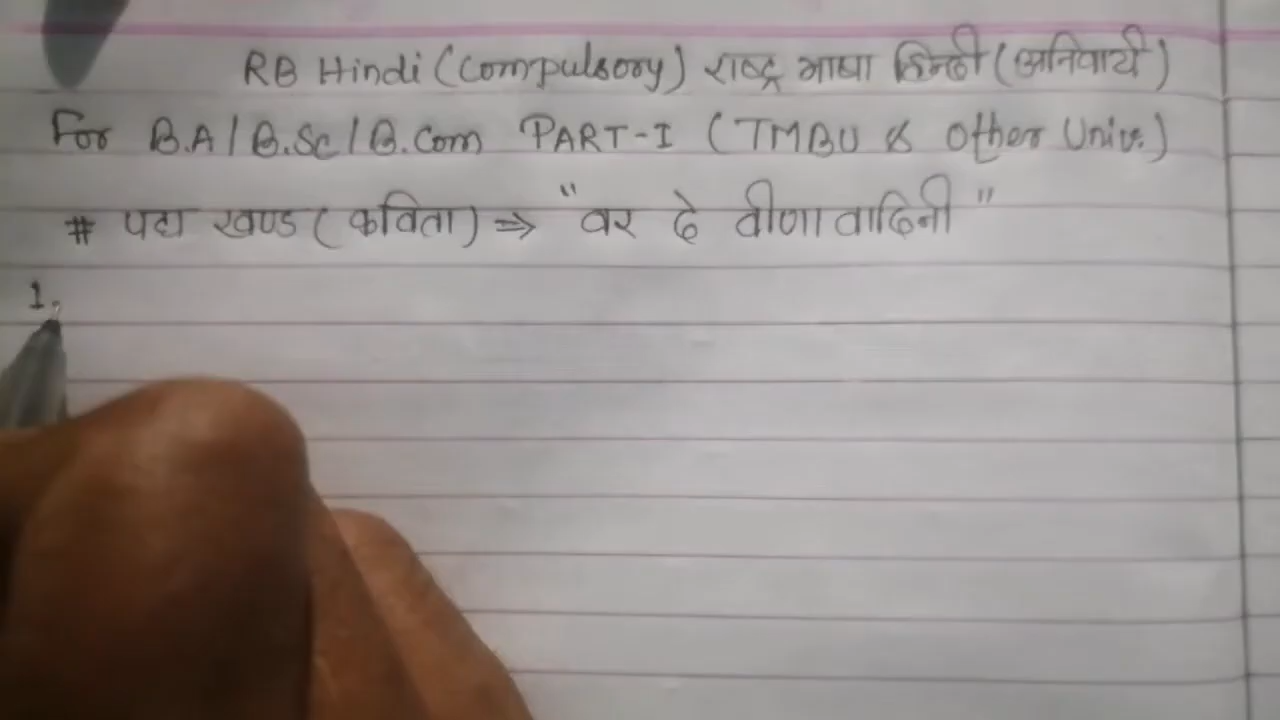 RB Hindi (Compulsory) राष्ट्र भाषा हिन्दी (अनिवार्य)
For B.A / B.Sc / B.Com PART-I (TMBU & Other Univ.)
# पद्य खण्ड (कविता) ⇒ "वर दे वीणावादिनी"
1.